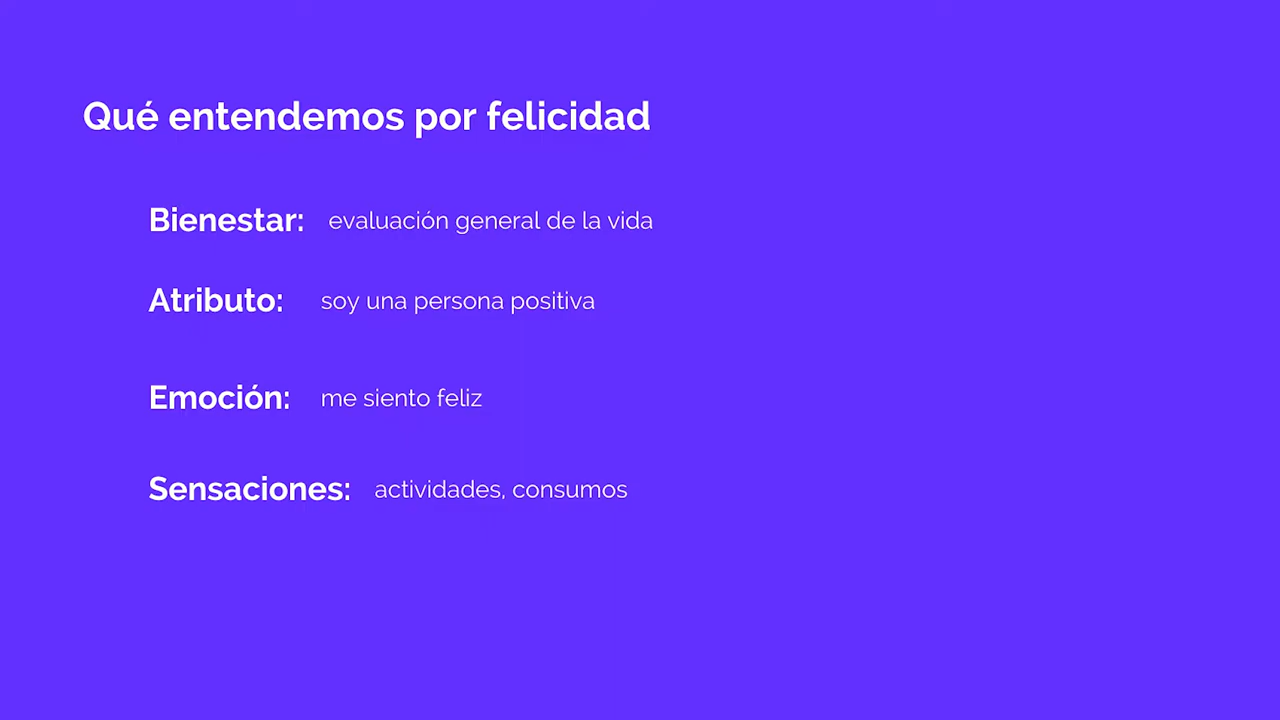 Qué entendemos por felicidad
Bienestar: evaluación general de la vida
Atributo: soy una persona positiva
Emoción: me siento feliz
Sensaciones: actividades, consumos